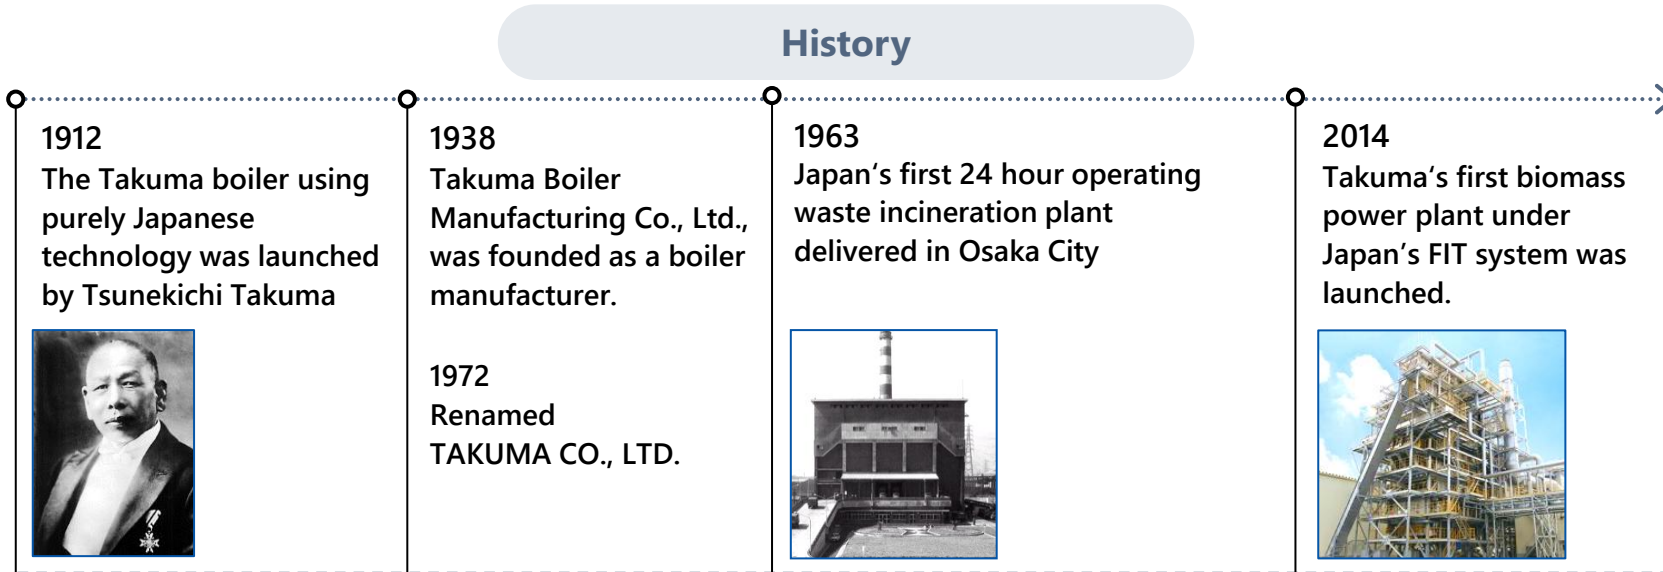 History
1912
The Takuma boiler using
purely Japanese
technology was launched
by Tsunekichi Takuma
1938
Takuma Boiler
Manufacturing Co., Ltd.,
was founded as a boiler
manufacturer.
1972
Renamed
TAKUMA CO., LTD.
1963
Japan‘s first 24 hour operating
waste incineration plant
delivered in Osaka City
2014
Takuma‘s first biomass
power plant under
Japan’s FIT system was
launched.